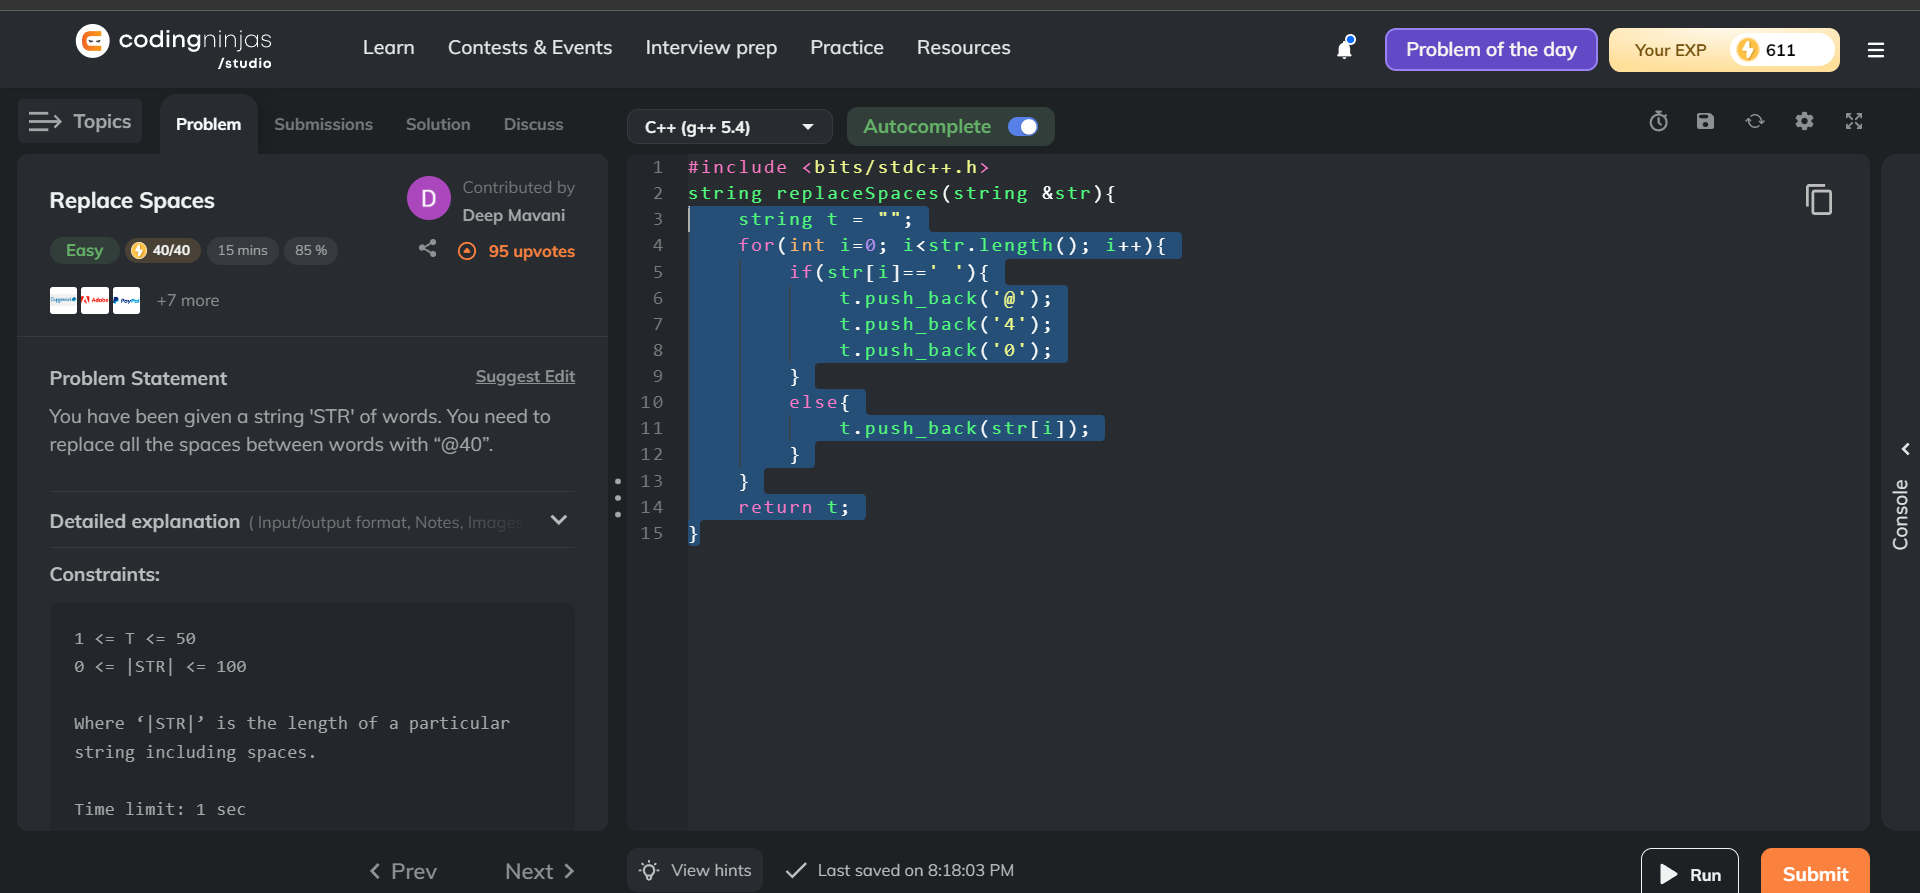 codingninjas
/studio
Learn
Contests & Events
Interview prep
Practice
Resources
Problem of the day
Your EXP
611
Topics
Problem
Submissions
Solution
Discuss
C++ (g++ 5.4)
Autocomplete
Replace Spaces
D
Contributed by
Deep Mavani
Easy
40/40
15 mins
85 %
95 upvotes
Capgemini
Adobe
PayPal
+7 more
Problem Statement
Suggest Edit
You have been given a string 'STR' of words. You need to
replace all the spaces between words with “@40”.
Detailed explanation ( Input/output format, Notes, Images
Constraints:
1 <= T <= 50
0 <= |STR| <= 100
Where ‘|STR|’ is the length of a particular
string including spaces.
Time limit: 1 sec
Prev
Next
1 #include <bits/stdc++.h>
2 string replaceSpaces(string &str){
3     string t = "";
4     for(int i=0; i<str.length(); i++){
5         if(str[i]==' '){
6             t.push_back('@');
7             t.push_back('4');
8             t.push_back('0');
9         }
10         else{
11             t.push_back(str[i]);
12         }
13     }
14     return t;
15 }
Console
View hints
Last saved on 8:18:03 PM
Run
Submit